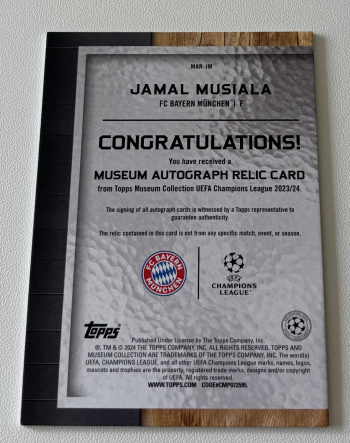 MAR-JM
JAMAL MUSIALA
FC BAYERN MÜNCHEN | F
CONGRATULATIONS!
You have received a
MUSEUM AUTOGRAPH RELIC CARD
from Topps Museum Collection UEFA Champions League 2023/24.
The signing of all autograph cards is witnessed by a Topps representative to
guarantee authenticity.
The relic contained in this card is not from any specific match, event, or season.
FC BAYERN
MÜNCHEN
UEFA
CHAMPIONS
LEAGUE
Topps
Published Under License by The Topps Company, Inc.
®, TM & © 2024 THE TOPPS COMPANY, INC. ALL RIGHTS RESERVED. TOPPS AND
MUSEUM COLLECTION ARE TRADEMARKS OF THE TOPPS COMPANY, INC. The word(s)
UEFA, CHAMPIONS LEAGUE, and all other UEFA Champions League marks, names, logos,
mascots and trophies are the property, registered trade marks, designs and/or copyright
of UEFA. All rights reserved.
WWW.TOPPS.COM CODE#CMP072595.